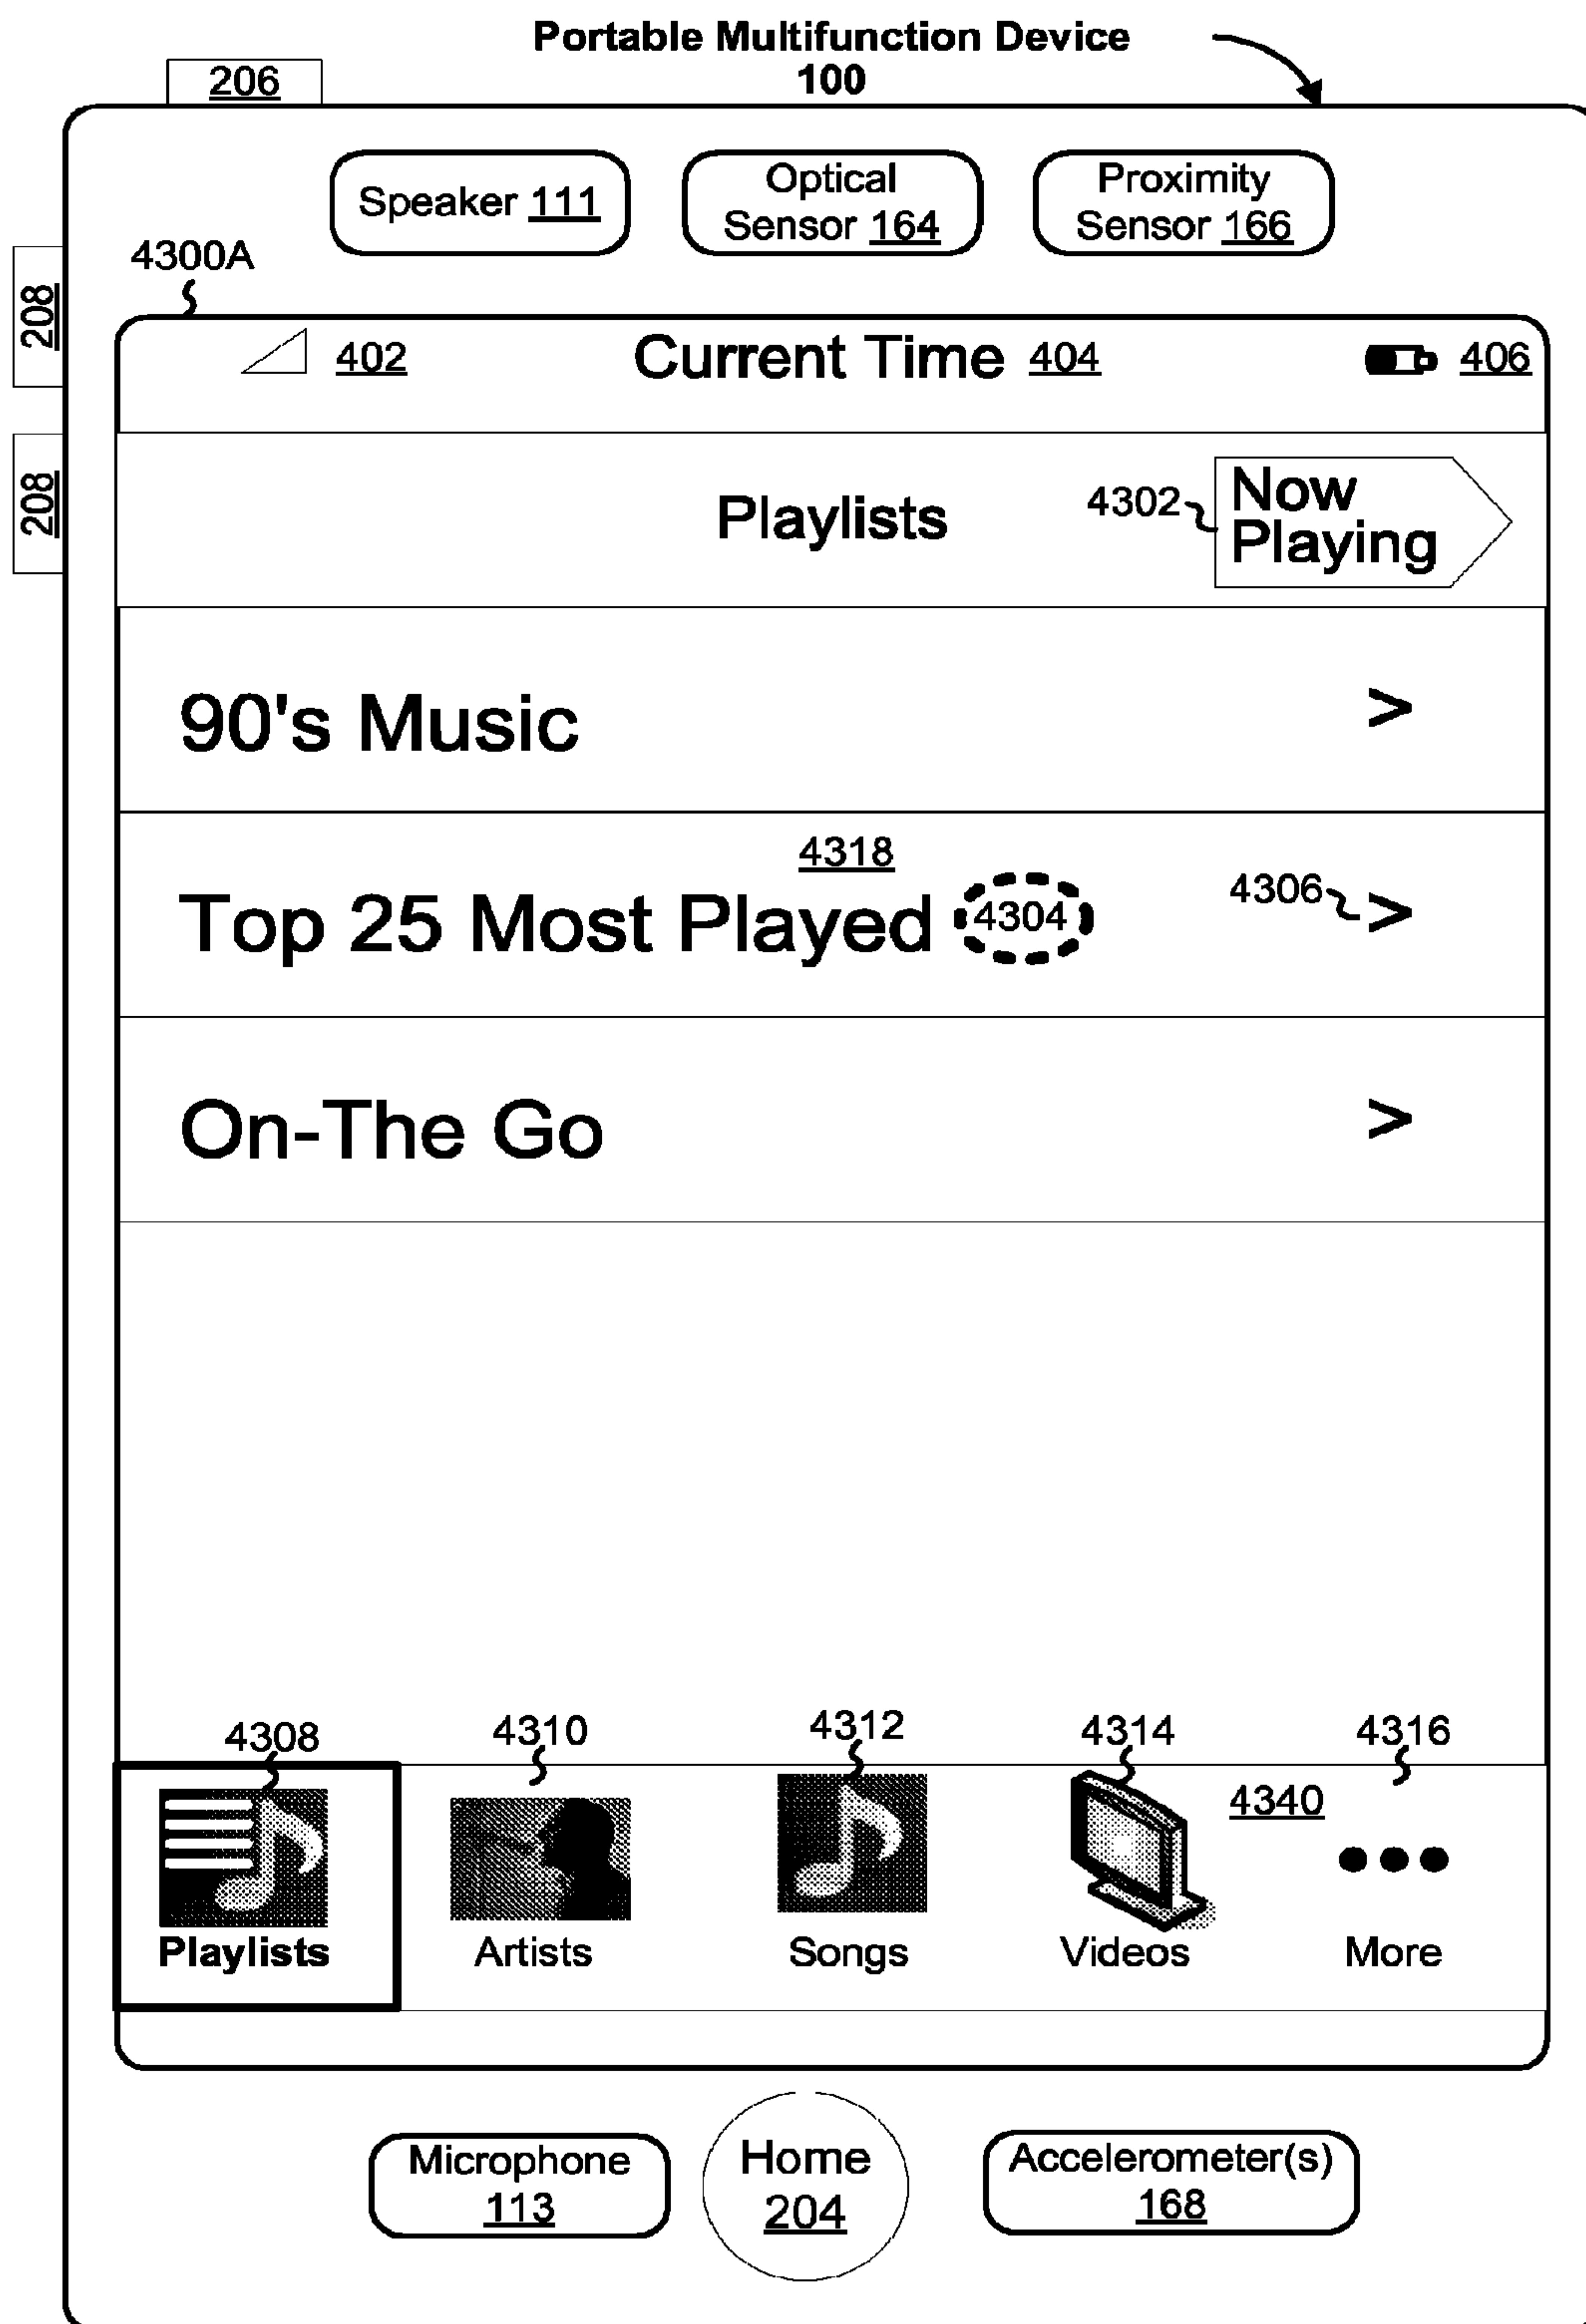 Portable Multifunction Device
100
206
Speaker 111
Optical
Sensor 164
Proximity
Sensor 166
208
208
4300A
402 Current Time 404 406
Playlists 4302 Now
Playing
90's Music >
4318
Top 25 Most Played 4304 4306 >
On-The Go >
4308 4310 4312 4314 4316
4340
Playlists Artists Songs Videos More
Microphone
113
Home
204
Accelerometer(s)
168